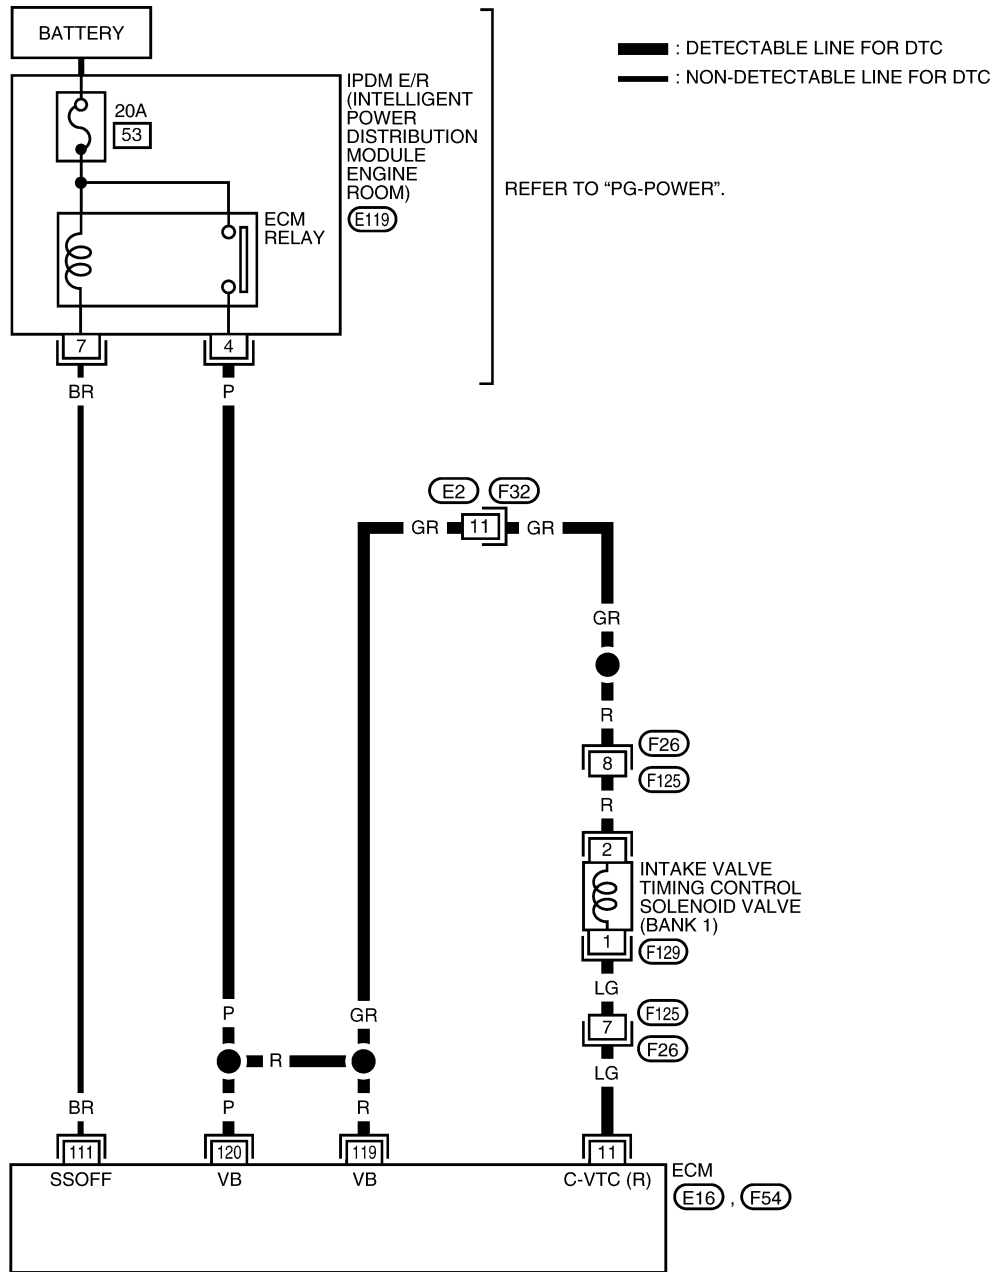 BATTERY
: DETECTABLE LINE FOR DTC
: NON-DETECTABLE LINE FOR DTC
20A
53
IPDM E/R
(INTELLIGENT
POWER
DISTRIBUTION
MODULE
ENGINE
ROOM)
E119
REFER TO “PG-POWER”.
ECM
RELAY
7
4
BR
P
E2
F32
GR
11
GR
GR
R
F26
8
F125
R
2
INTAKE VALVE
TIMING CONTROL
SOLENOID VALVE
(BANK 1)
1
F129
LG
F125
7
F26
LG
P
GR
R
BR
P
R
111
120
119
11
SSOFF
VB
VB
C-VTC (R)
ECM
E16 , F54